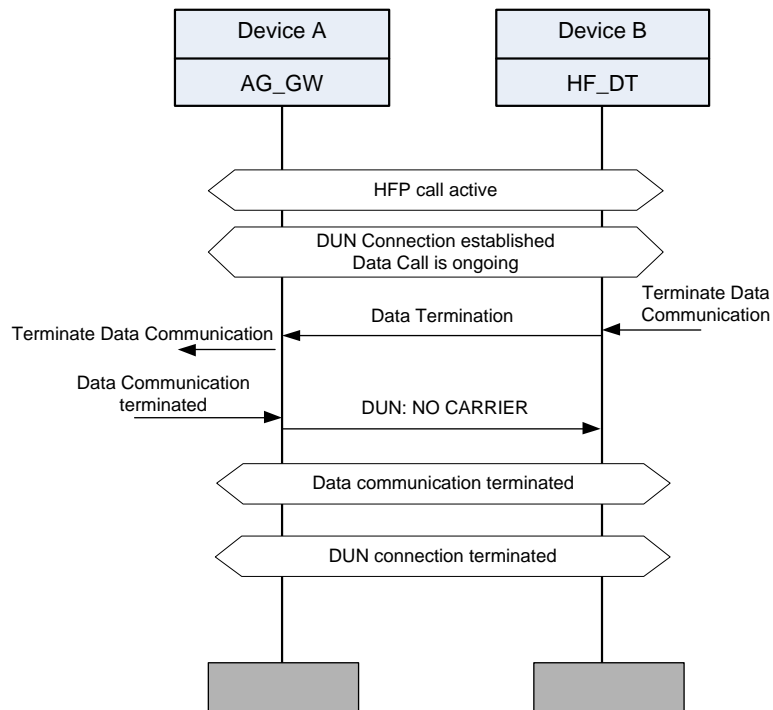 Device A
AG_GW
Device B
HF_DT
HFP call active
DUN Connection established
Data Call is ongoing
Terminate Data
Communication
Data Termination
Terminate Data Communication
Data Communication
terminated
DUN: NO CARRIER
Data communication terminated
DUN connection terminated